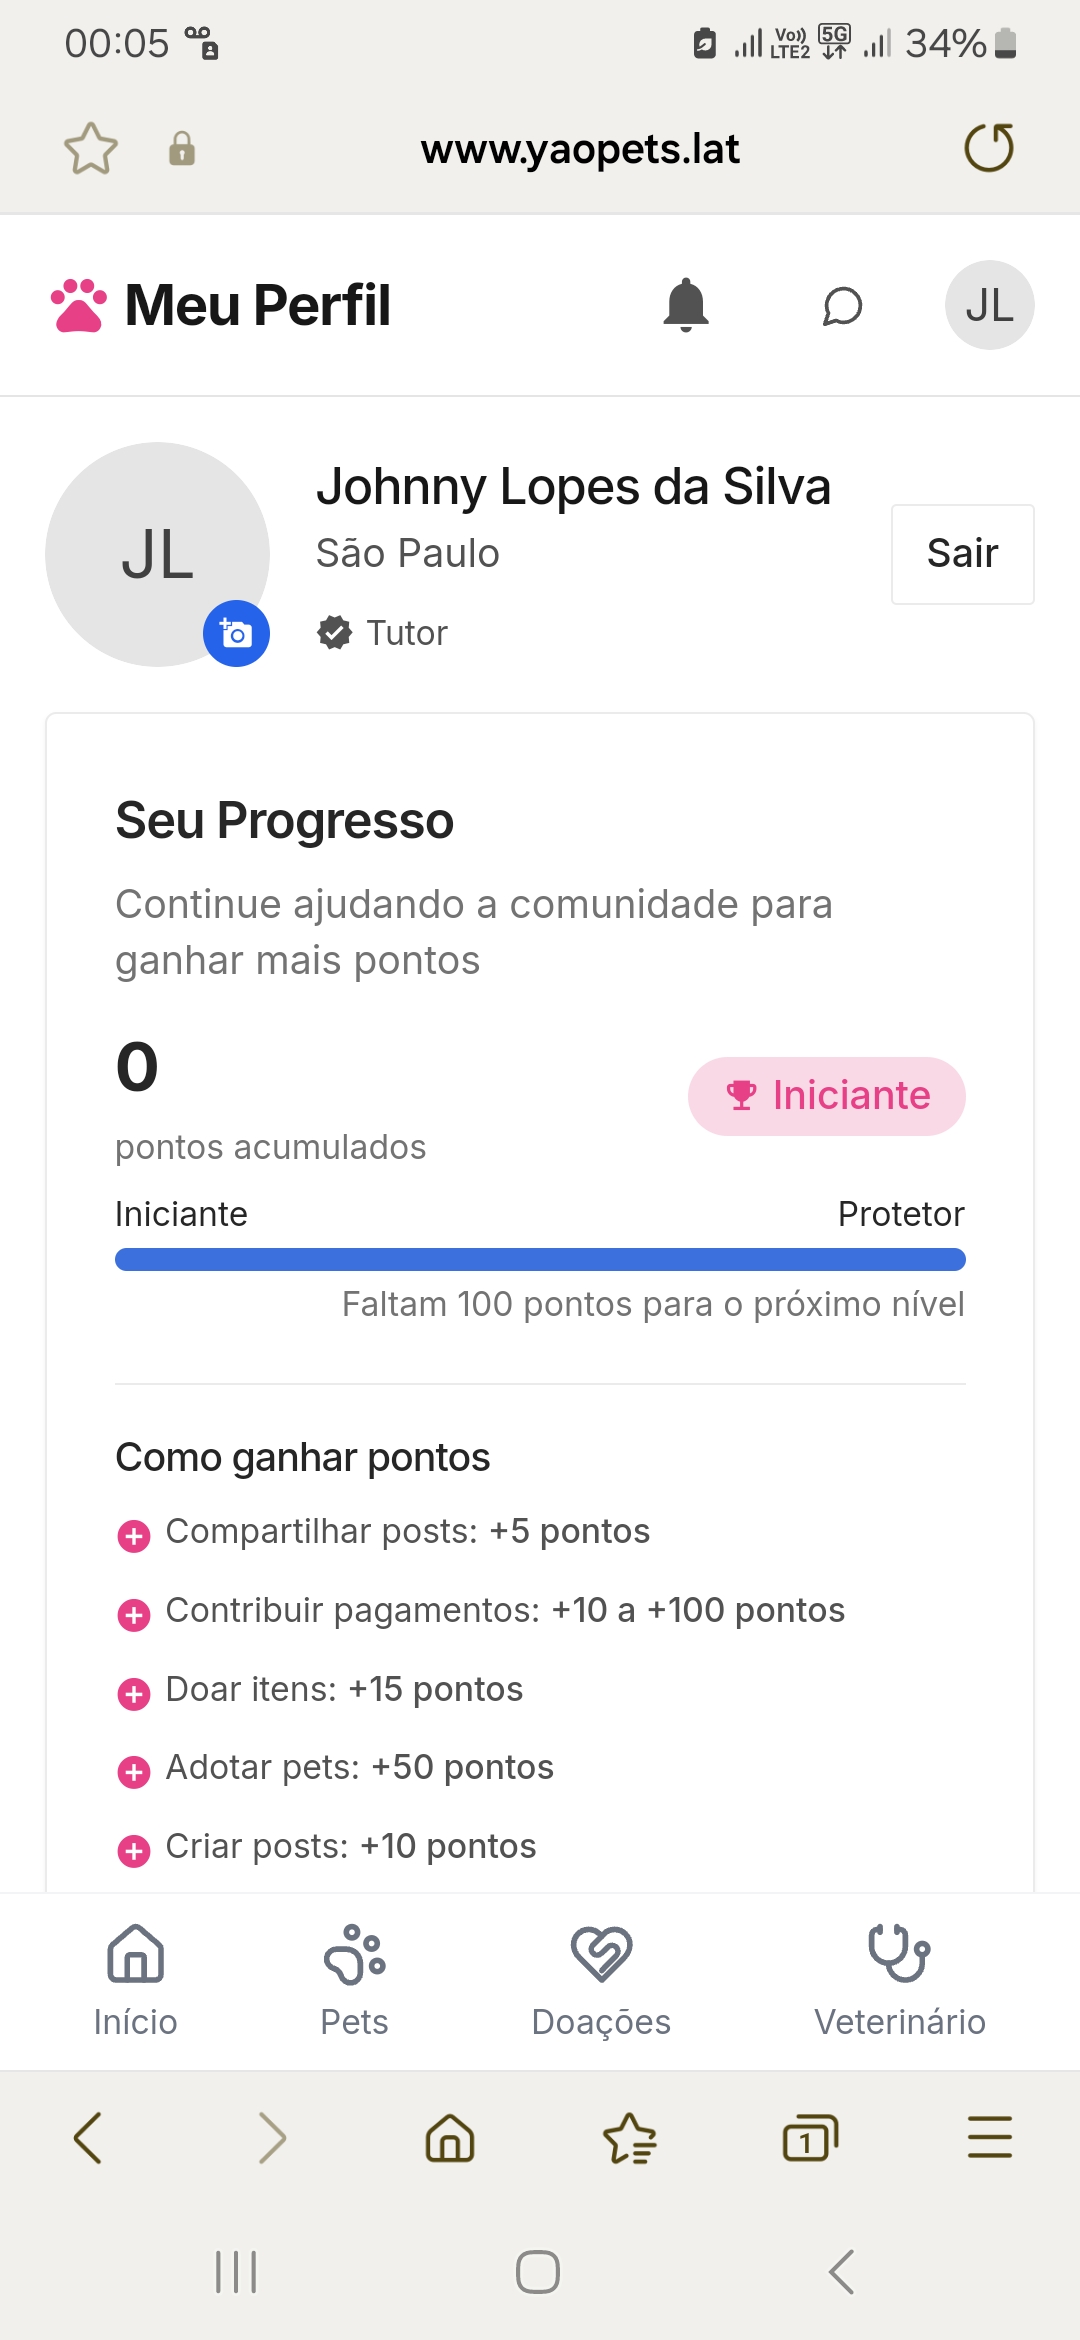 00:05
Vo)) LTE2 5G 34%
www.yaopets.lat
Meu Perfil
JL
JL
Johnny Lopes da Silva
São Paulo
Tutor
Sair
Seu Progresso
Continue ajudando a comunidade para
ganhar mais pontos
0
pontos acumulados
Iniciante
Iniciante
Protetor
Faltam 100 pontos para o próximo nível
Como ganhar pontos
Compartilhar posts: +5 pontos
Contribuir pagamentos: +10 a +100 pontos
Doar itens: +15 pontos
Adotar pets: +50 pontos
Criar posts: +10 pontos
Início
Pets
Doações
Veterinário
1